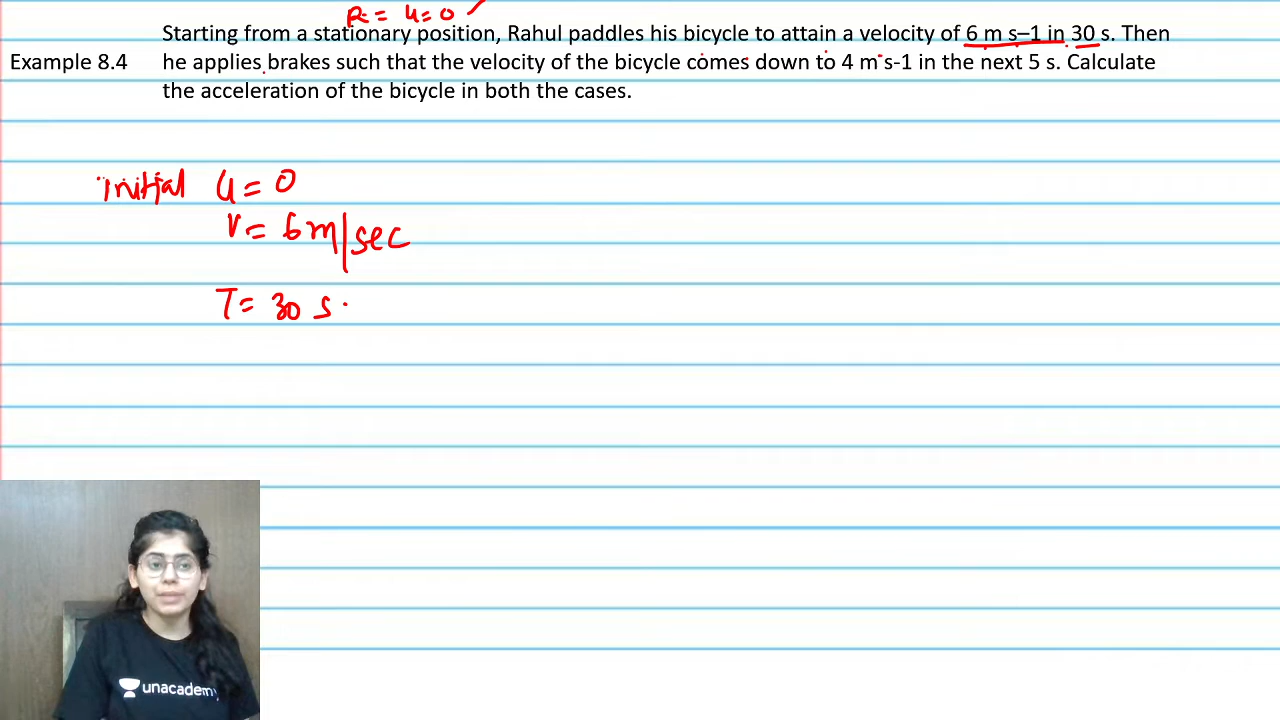 R = u = 0
Starting from a stationary position, Rahul paddles his bicycle to attain a velocity of 6 m s–1 in 30 s. Then
Example 8.4 he applies brakes such that the velocity of the bicycle comes down to 4 m s-1 in the next 5 s. Calculate
the acceleration of the bicycle in both the cases.
initial u = 0
v = 6m/sec
T = 30 s.
unacademy